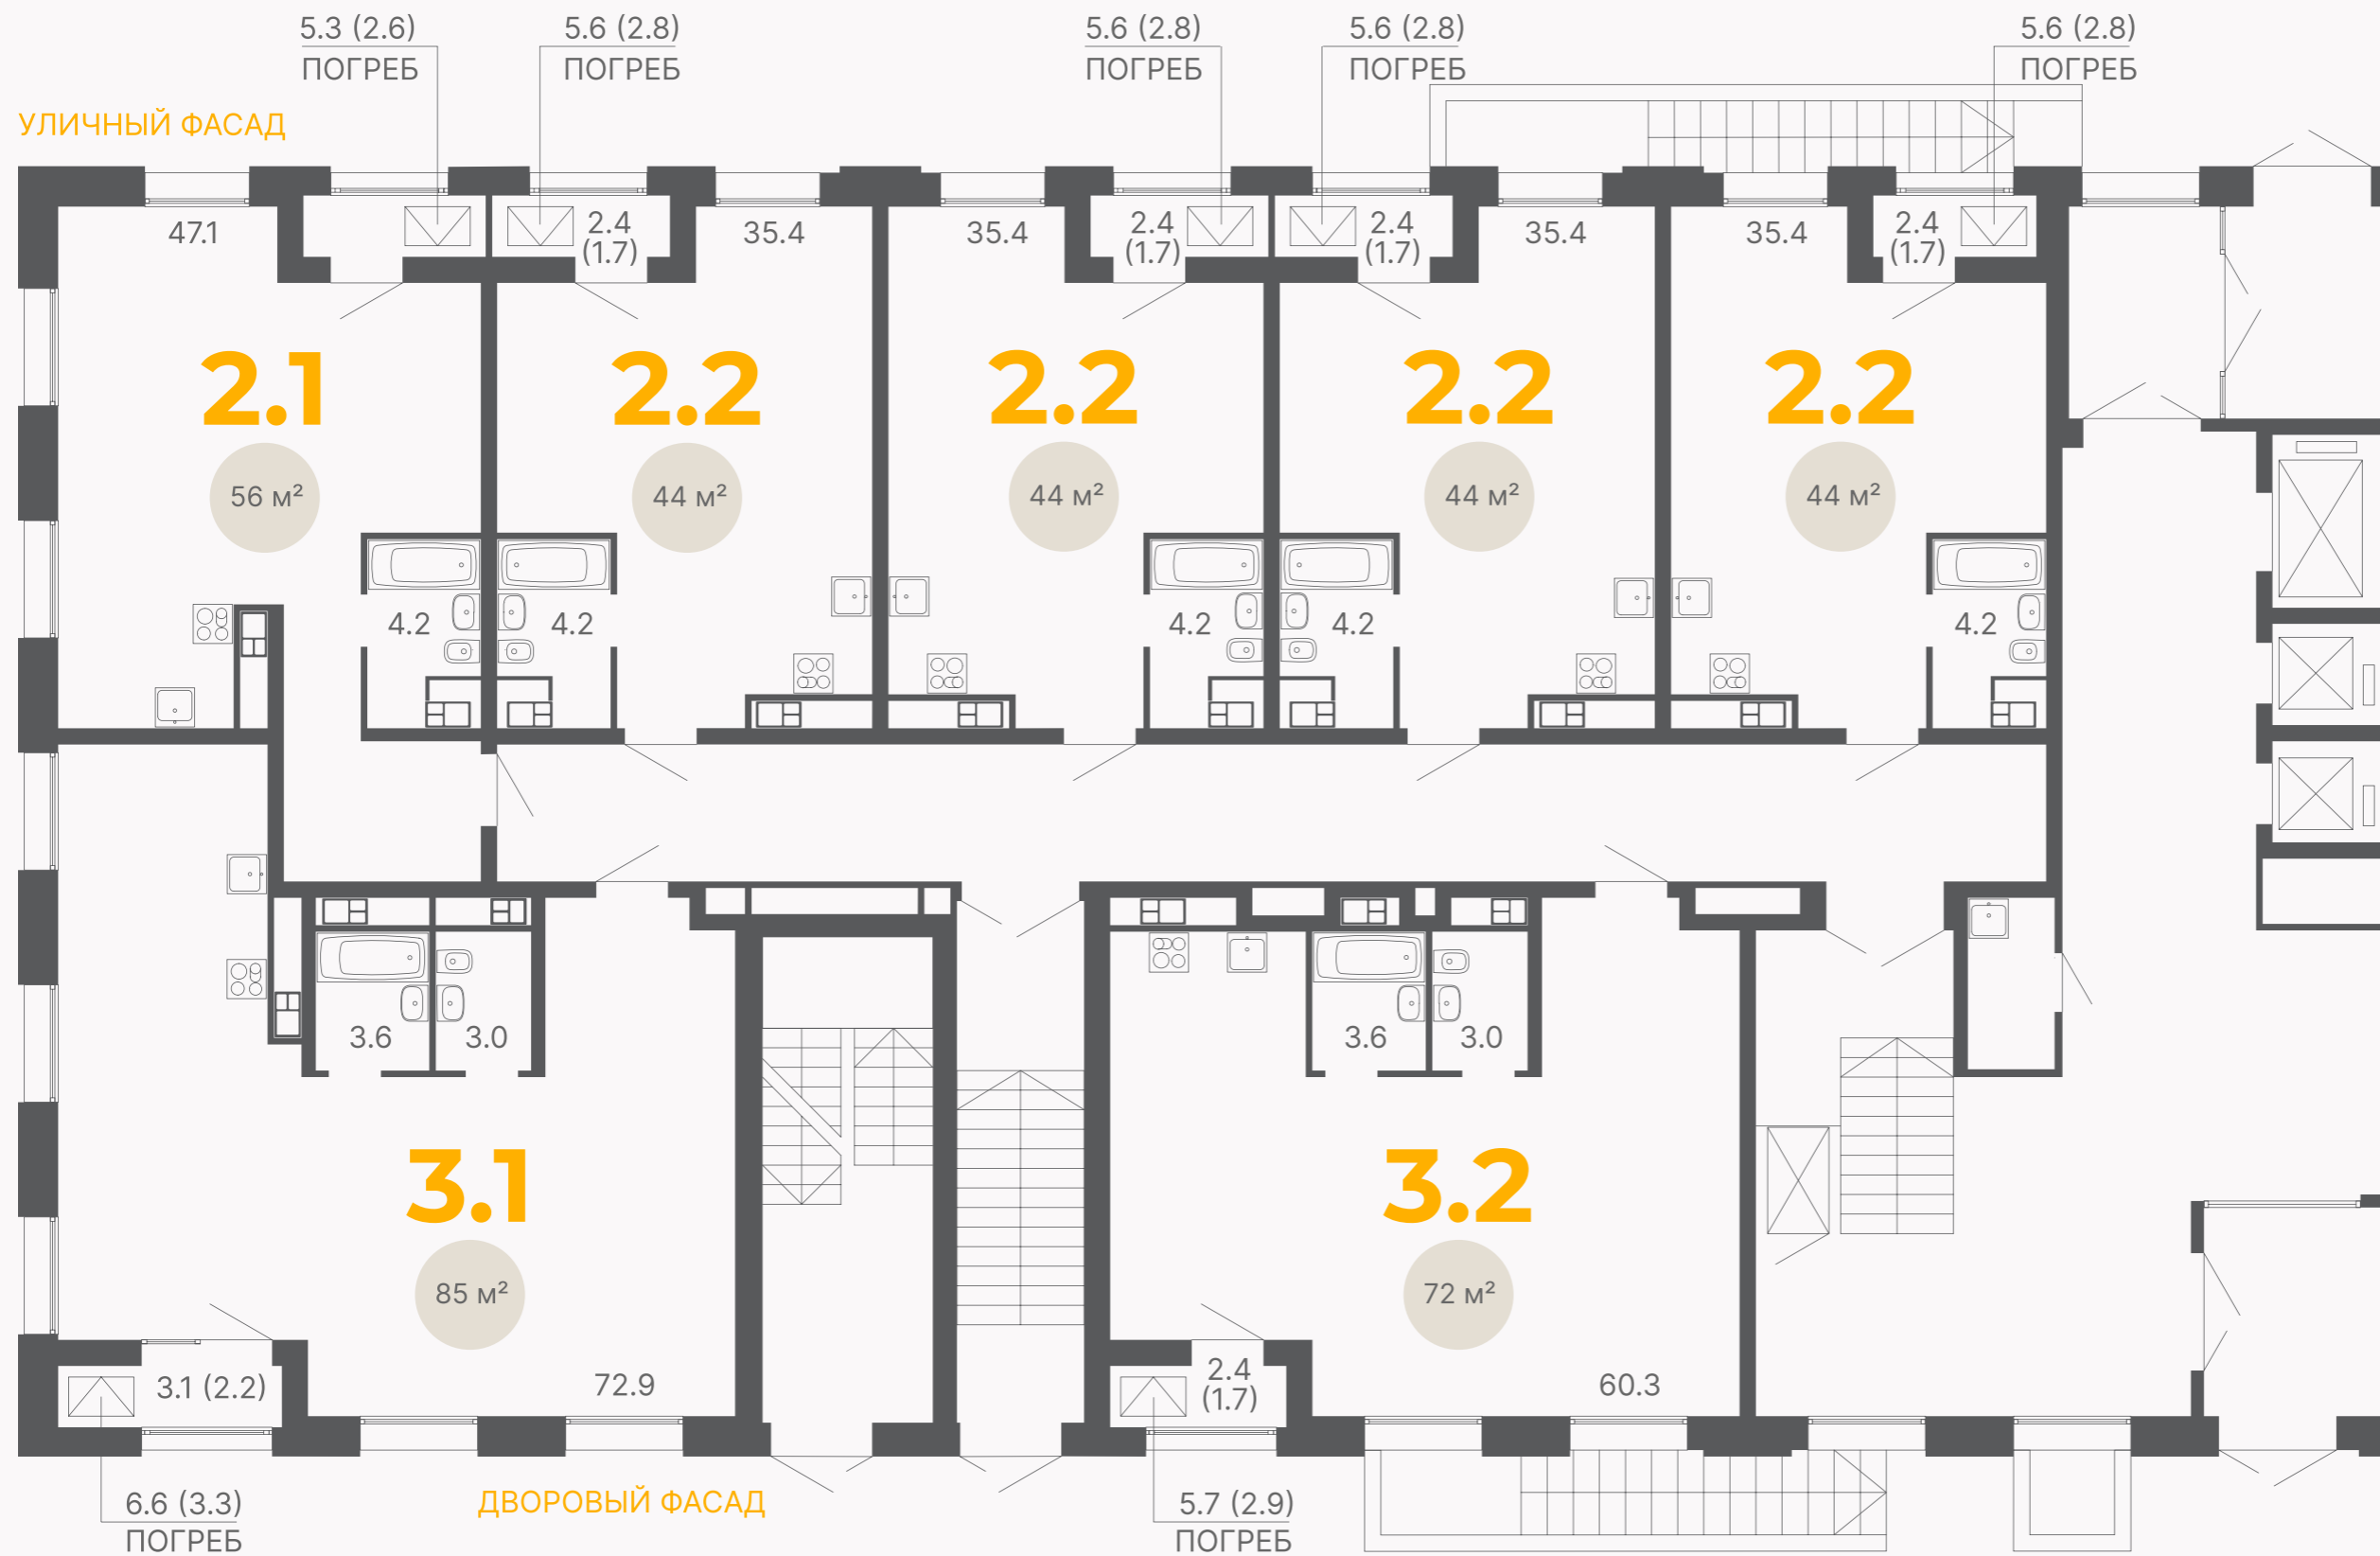 5.3 (2.6)
ПОГРЕБ
5.6 (2.8)
ПОГРЕБ
5.6 (2.8)
ПОГРЕБ
5.6 (2.8)
ПОГРЕБ
5.6 (2.8)
ПОГРЕБ
УЛИЧНЫЙ ФАСАД
47.1
2.4
(1.7)
35.4
35.4
2.4
(1.7)
2.4
(1.7)
35.4
35.4
2.4
(1.7)
2.1
56 м²
2.2
44 м²
2.2
44 м²
2.2
44 м²
2.2
44 м²
4.2
4.2
4.2
4.2
4.2
3.6
3.0
3.6
3.0
3.1
85 м²
3.2
72 м²
3.1 (2.2)
72.9
2.4
(1.7)
60.3
6.6 (3.3)
ПОГРЕБ
ДВОРОВЫЙ ФАСАД
5.7 (2.9)
ПОГРЕБ